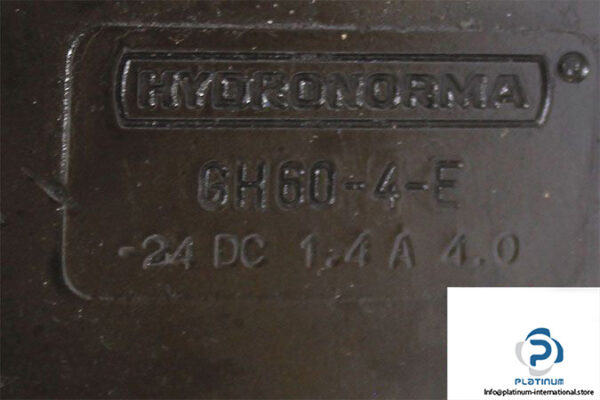 HYDRONORMA ®
GH60-4-E
-24 DC 1.4 A 4.0
PLATINUM
Info@platinum-international.store